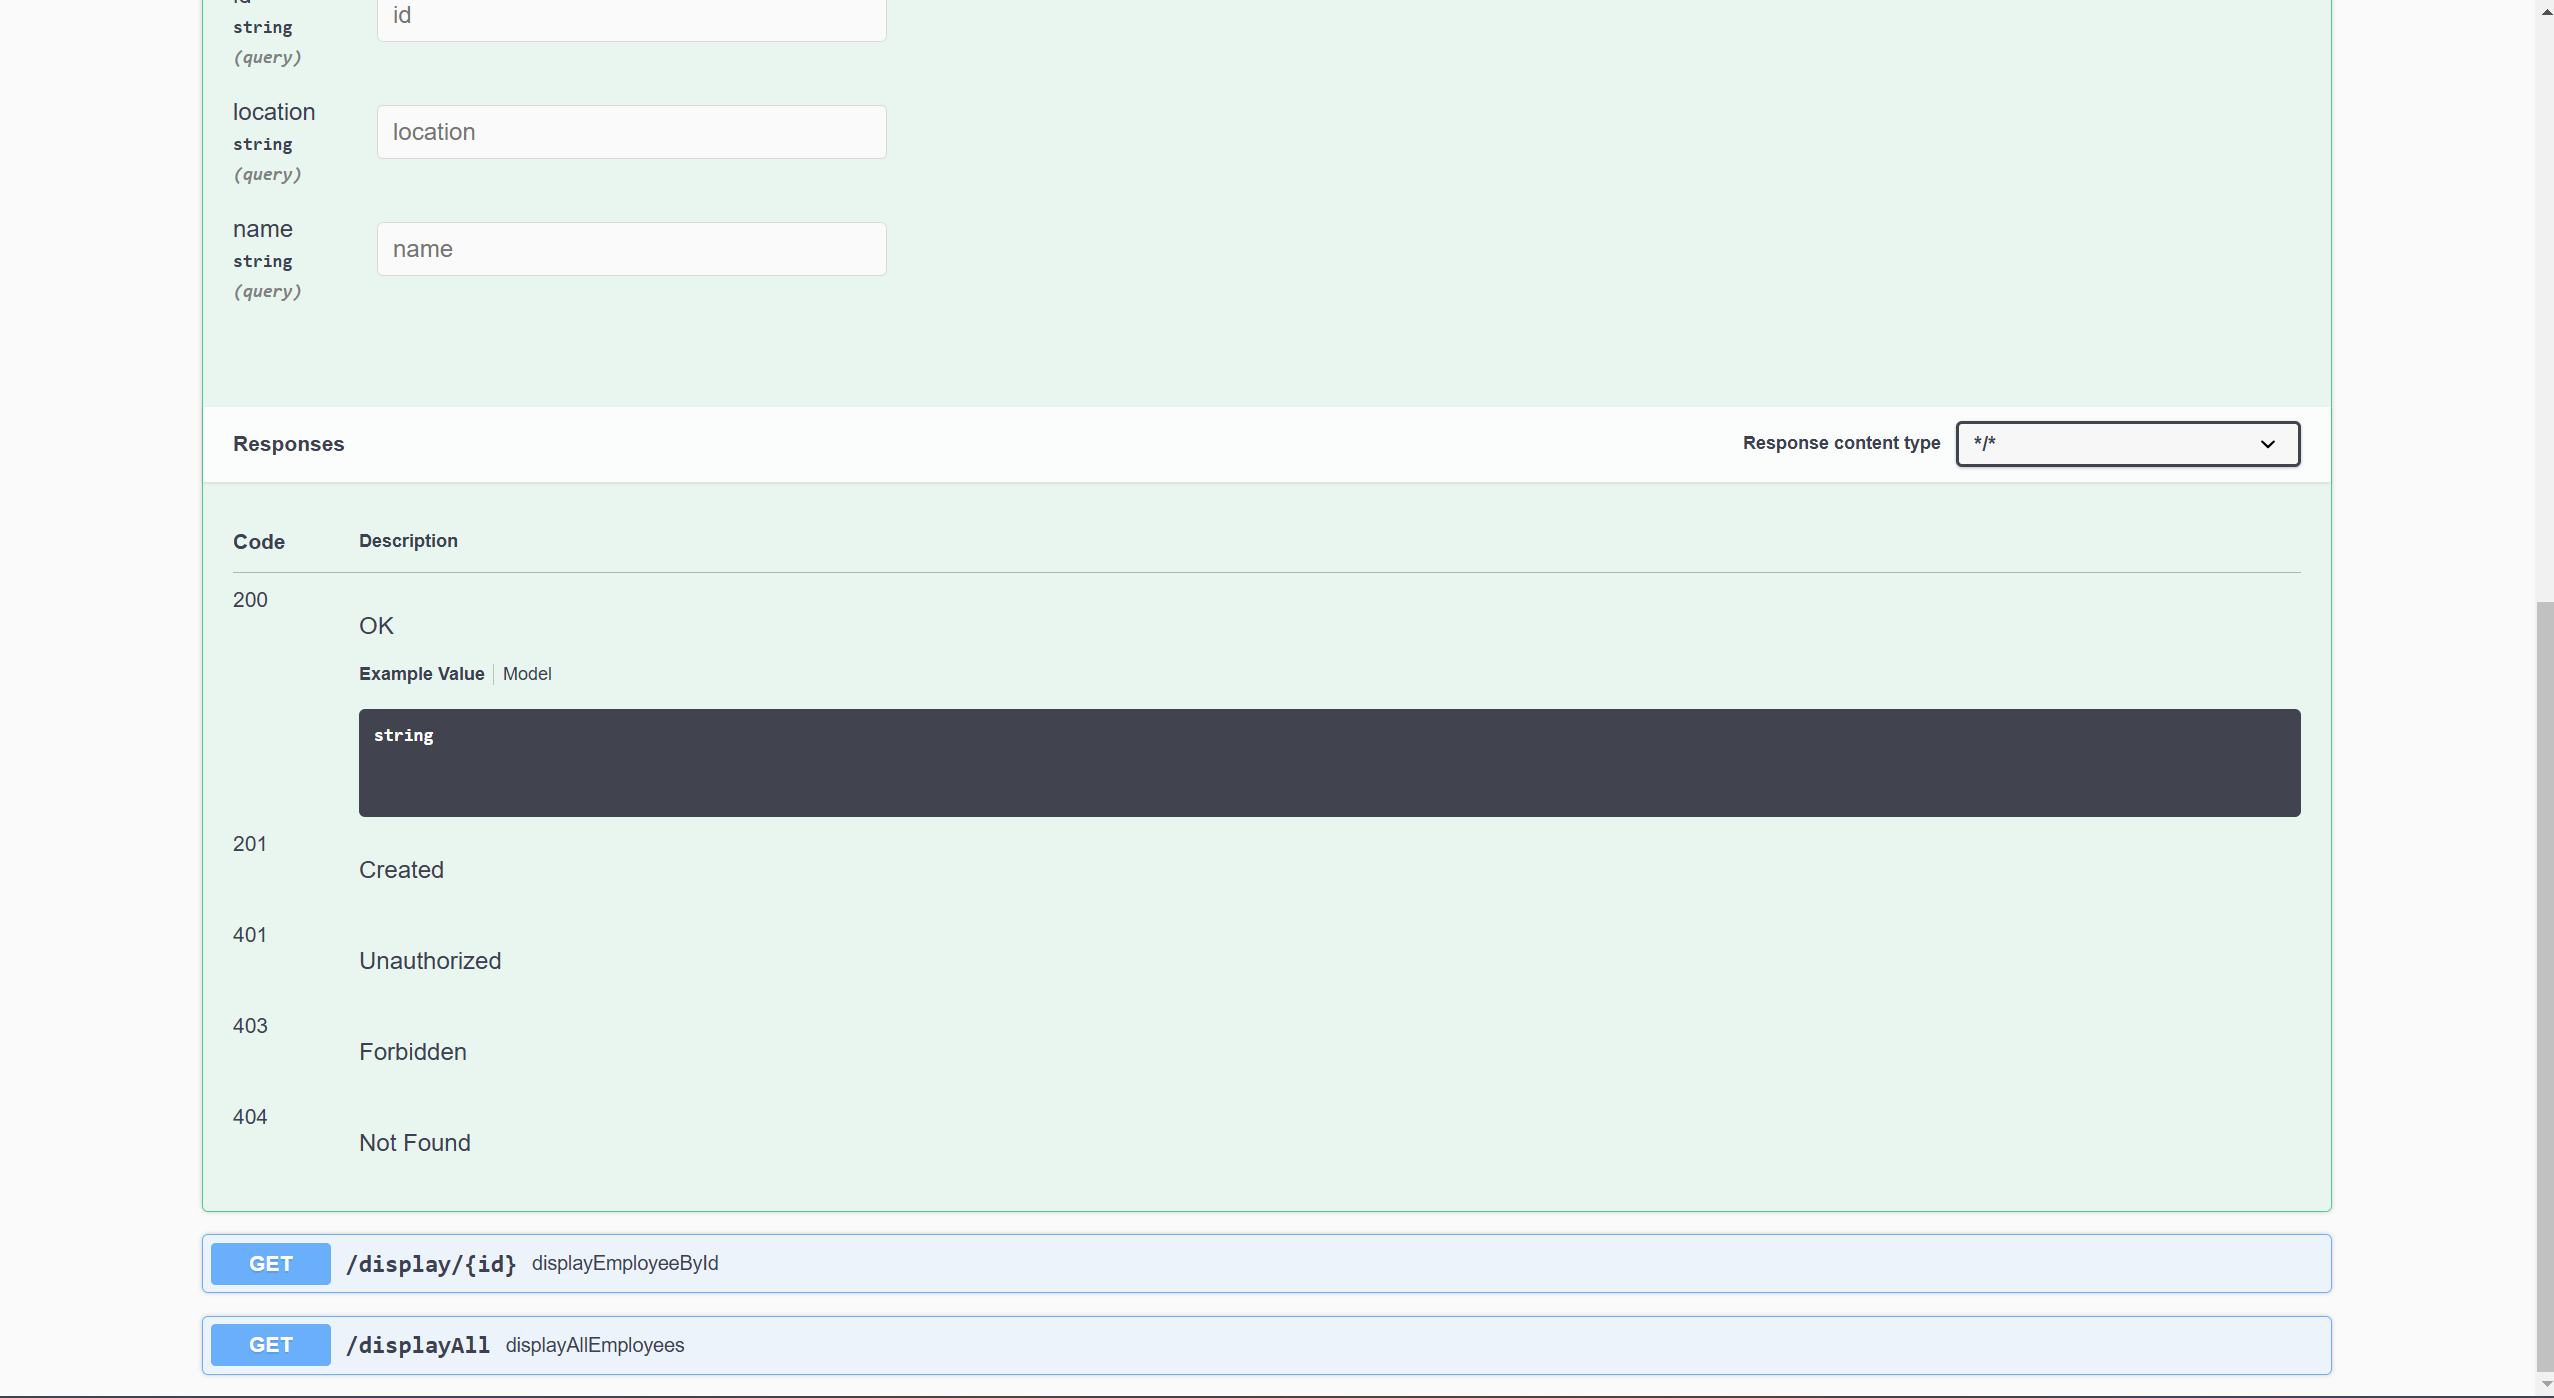 id
id
string
(query)
location
location
string
(query)
name
name
string
(query)
Responses
Response content type */*
Code Description
200
OK
Example Value Model
string
201
Created
401
Unauthorized
403
Forbidden
404
Not Found
GET /display/{id} displayEmployeeById
GET /displayAll displayAllEmployees